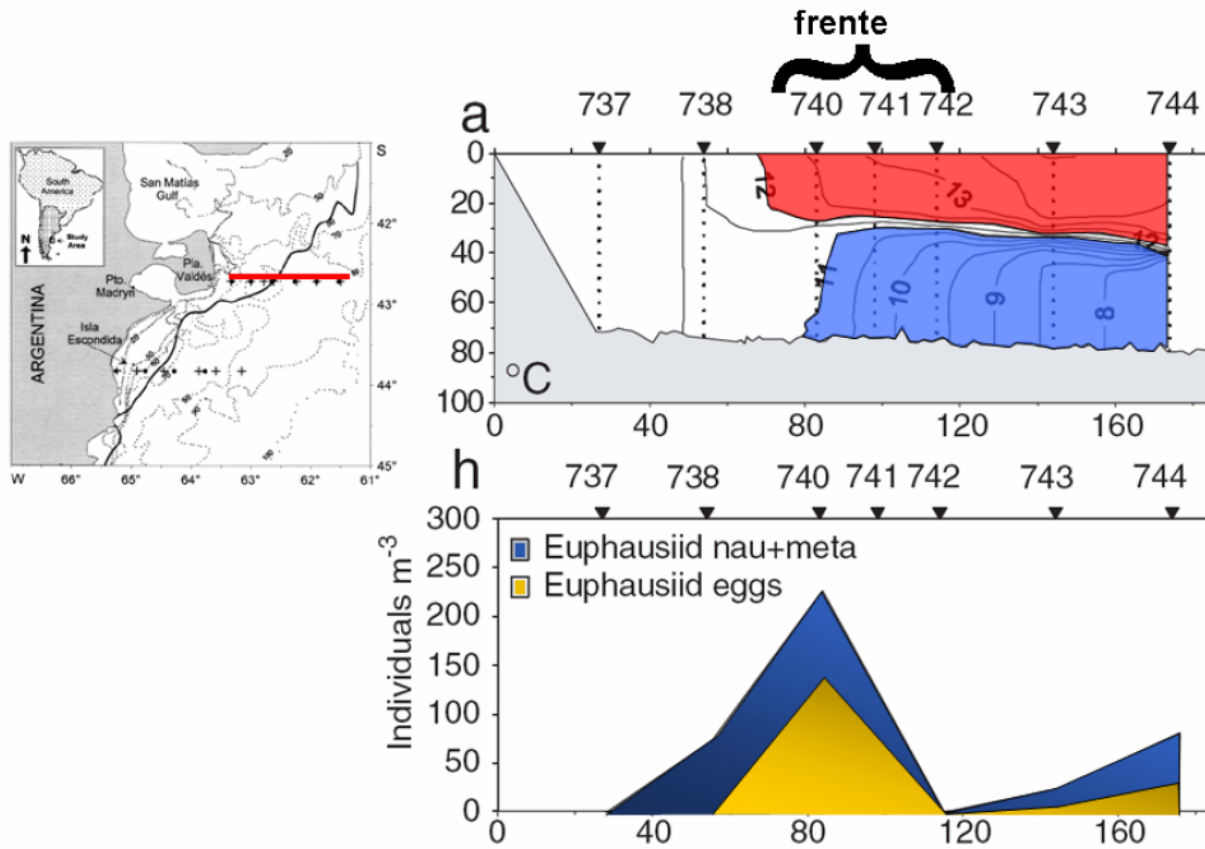 frente
a
737 738 740 741 742 743 744
0
20
40
60
80
100
°C
12
13
12
11
10
9
8
0 40 80 120 160
S
42°
43°
44°
45°
W 66° 65° 64° 63° 62° 61°
South
America
Study
Area
N
San Matías
Gulf
Pla.
Valdés
Pto.
Madryn
Isla
Escondida
ARGENTINA
h
737 738 740 741 742 743 744
300
250
200
150
100
50
0
Individuals m⁻³
Euphausiid nau+meta
Euphausiid eggs
0 40 80 120 160